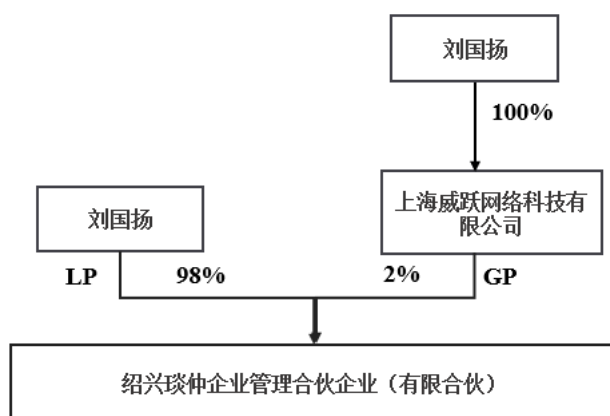 刘国扬
100%
上海威跃网络科技有
限公司
刘国扬
LP 98% 2% GP
绍兴琰仲企业管理合伙企业（有限合伙）